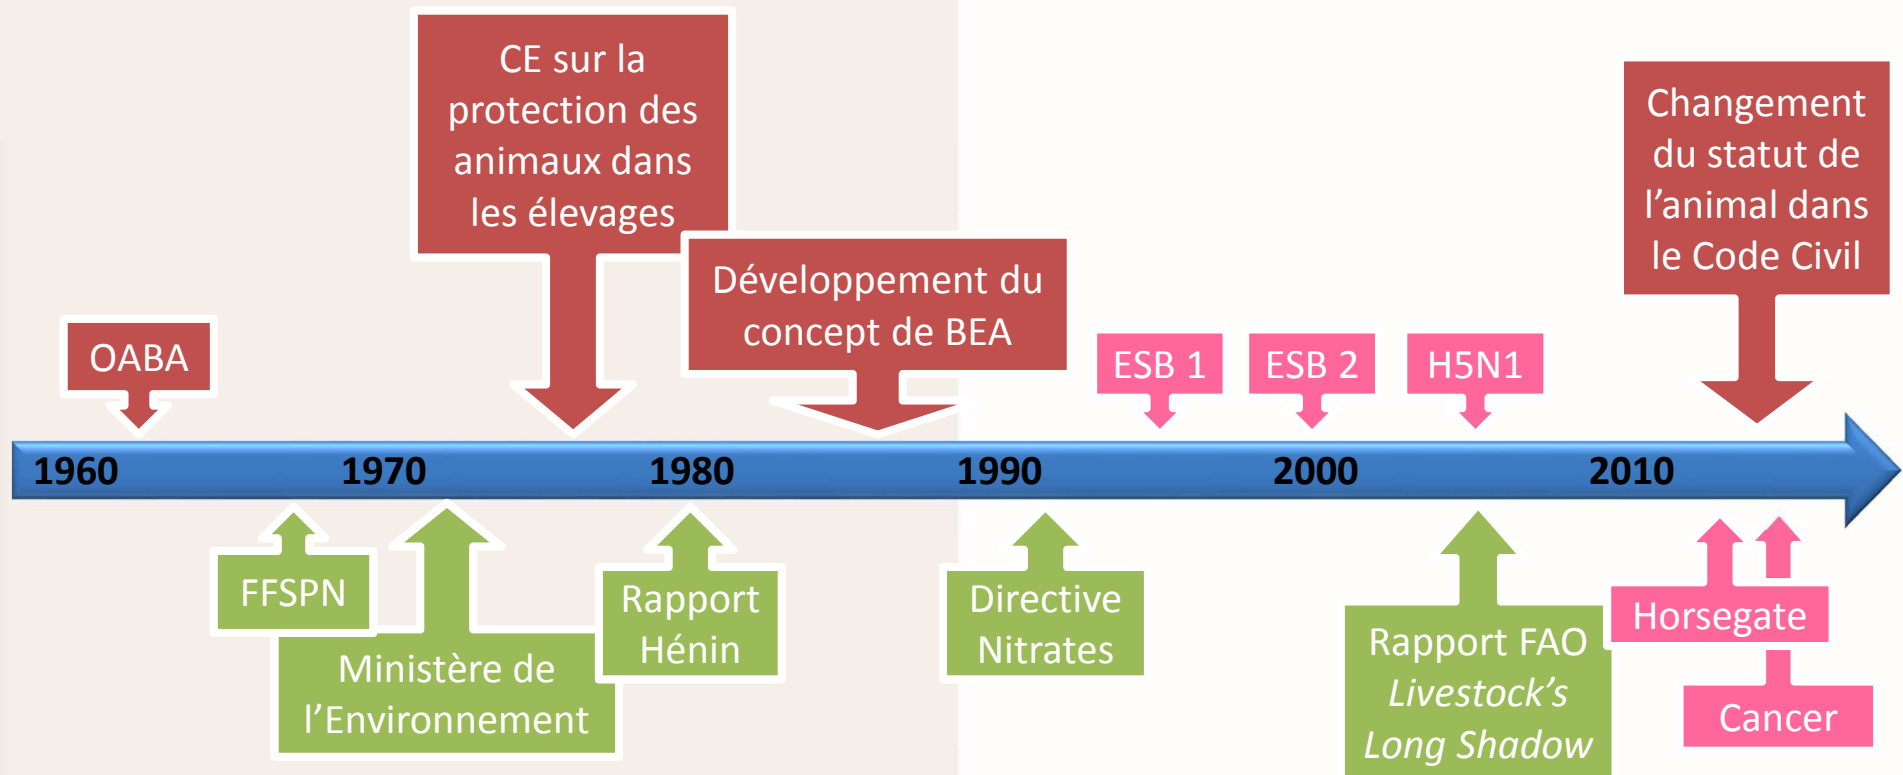 CE sur la
protection des
animaux dans
les élevages
Changement
du statut de
l’animal dans
le Code Civil
Développement du
concept de BEA
OABA
ESB 1
ESB 2
H5N1
1960
1970
1980
1990
2000
2010
FFSPN
Ministère de
l’Environnement
Rapport
Hénin
Directive
Nitrates
Rapport FAO
Livestock’s
Long Shadow
Horsegate
Cancer